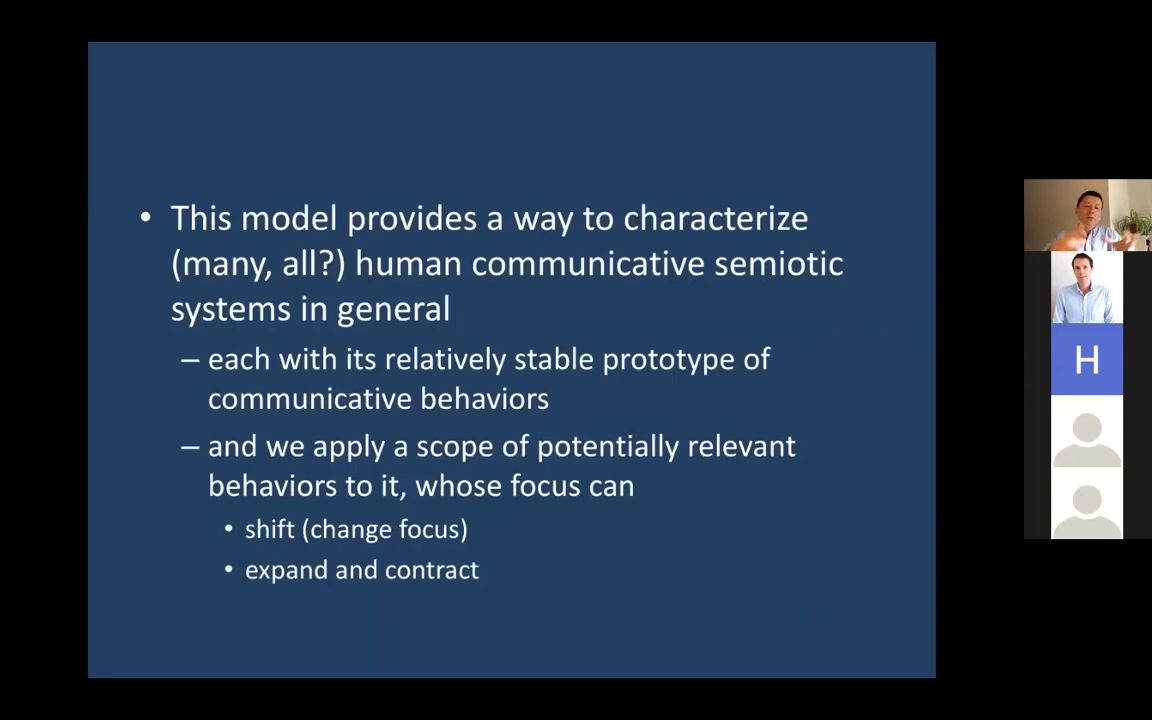 • This model provides a way to characterize
(many, all?) human communicative semiotic
systems in general
– each with its relatively stable prototype of
communicative behaviors
– and we apply a scope of potentially relevant
behaviors to it, whose focus can
• shift (change focus)
• expand and contract
H